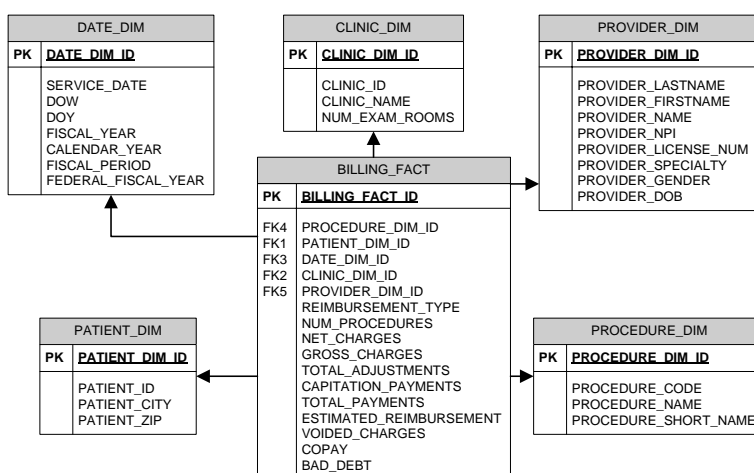 DATE_DIM
PK DATE_DIM_ID
SERVICE_DATE
DOW
DOY
FISCAL_YEAR
CALENDAR_YEAR
FISCAL_PERIOD
FEDERAL_FISCAL_YEAR
CLINIC_DIM
PK CLINIC_DIM_ID
CLINIC_ID
CLINIC_NAME
NUM_EXAM_ROOMS
PROVIDER_DIM
PK PROVIDER_DIM_ID
PROVIDER_LASTNAME
PROVIDER_FIRSTNAME
PROVIDER_NAME
PROVIDER_NPI
PROVIDER_LICENSE_NUM
PROVIDER_SPECIALTY
PROVIDER_GENDER
PROVIDER_DOB
BILLING_FACT
PK BILLING_FACT_ID
FK4 PROCEDURE_DIM_ID
FK1 PATIENT_DIM_ID
FK3 DATE_DIM_ID
FK2 CLINIC_DIM_ID
FK5 PROVIDER_DIM_ID
REIMBURSEMENT_TYPE
NUM_PROCEDURES
NET_CHARGES
GROSS_CHARGES
TOTAL_ADJUSTMENTS
CAPITATION_PAYMENTS
TOTAL_PAYMENTS
ESTIMATED_REIMBURSEMENT
VOIDED_CHARGES
COPAY
BAD_DEBT
PATIENT_DIM
PK PATIENT_DIM_ID
PATIENT_ID
PATIENT_CITY
PATIENT_ZIP
PROCEDURE_DIM
PK PROCEDURE_DIM_ID
PROCEDURE_CODE
PROCEDURE_NAME
PROCEDURE_SHORT_NAME